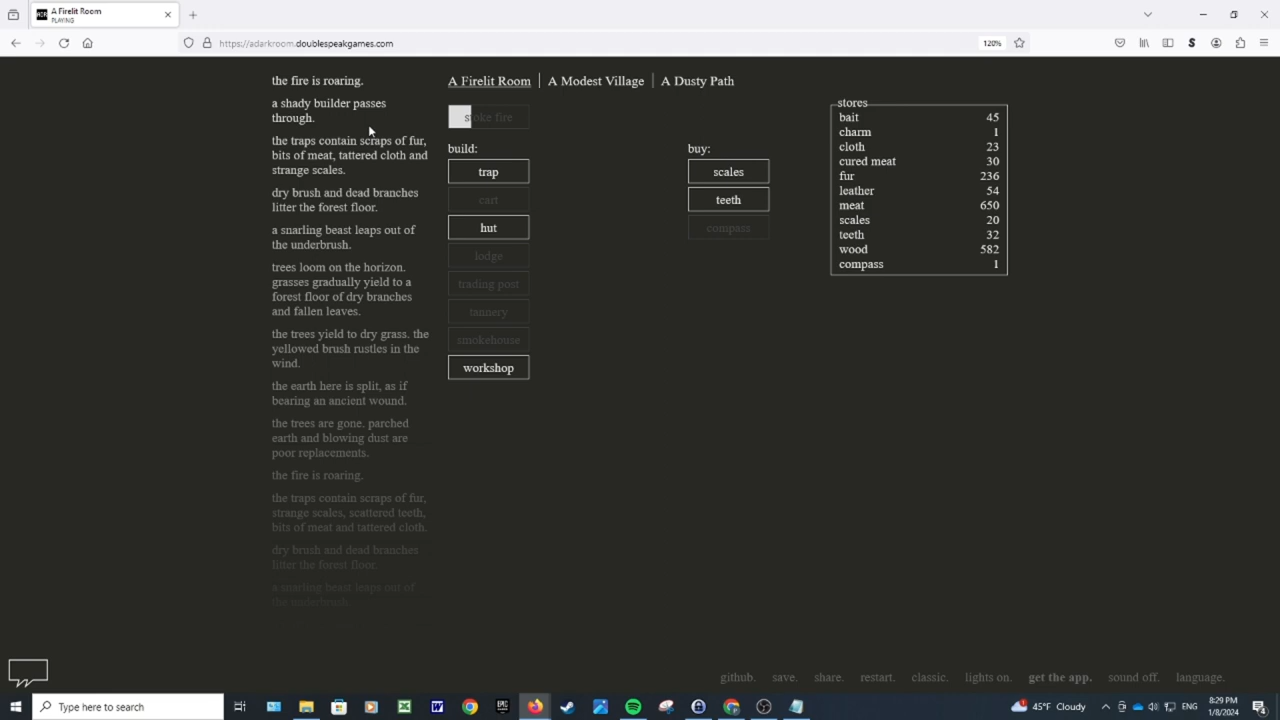 A Firelit Room
PLAYING
https://adarkroom.doublespeakgames.com
120%
the fire is roaring.
a shady builder passes
through.
the traps contain scraps of fur,
bits of meat, tattered cloth and
strange scales.
dry brush and dead branches
litter the forest floor.
a snarling beast leaps out of
the underbrush.
trees loom on the horizon.
grasses gradually yield to a
forest floor of dry branches
and fallen leaves.
the trees yield to dry grass. the
yellowed brush rustles in the
wind.
the earth here is split, as if
bearing an ancient wound.
the trees are gone. parched
earth and blowing dust are
poor replacements.
the fire is roaring.
the traps contain scraps of fur,
strange scales, scattered teeth,
bits of meat and tattered cloth.
dry brush and dead branches
litter the forest floor.
a snarling beast leaps out of
the underbrush.
A Firelit Room | A Modest Village | A Dusty Path
stoke fire
build:
trap
cart
hut
lodge
trading post
tannery
smokehouse
workshop
buy:
scales
teeth
compass
stores
bait 45
charm 1
cloth 23
cured meat 30
fur 236
leather 54
meat 650
scales 20
teeth 32
wood 582
compass 1
github. save. share. restart. classic. lights on. get the app. sound off. language.
Type here to search
45°F Cloudy
8:29 PM
1/8/2024